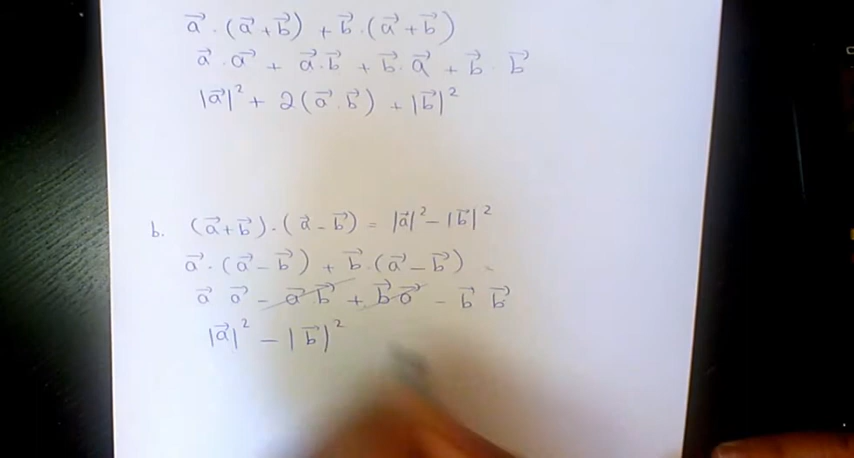 a⃗ · (a⃗ + b⃗) + b⃗ · (a⃗ + b⃗)
a⃗ · a⃗ + a⃗ · b⃗ + b⃗ · a⃗ + b⃗ · b⃗
|a⃗|² + 2(a⃗ · b⃗) + |b⃗|²
b. (a⃗ + b⃗) · (a⃗ - b⃗) = |a⃗|² - |b⃗|²
a⃗ · (a⃗ - b⃗) + b⃗ · (a⃗ - b⃗)
a⃗ a⃗ - a⃗ b⃗ + b⃗ a⃗ - b⃗ b⃗
|a⃗|² - |b⃗|²